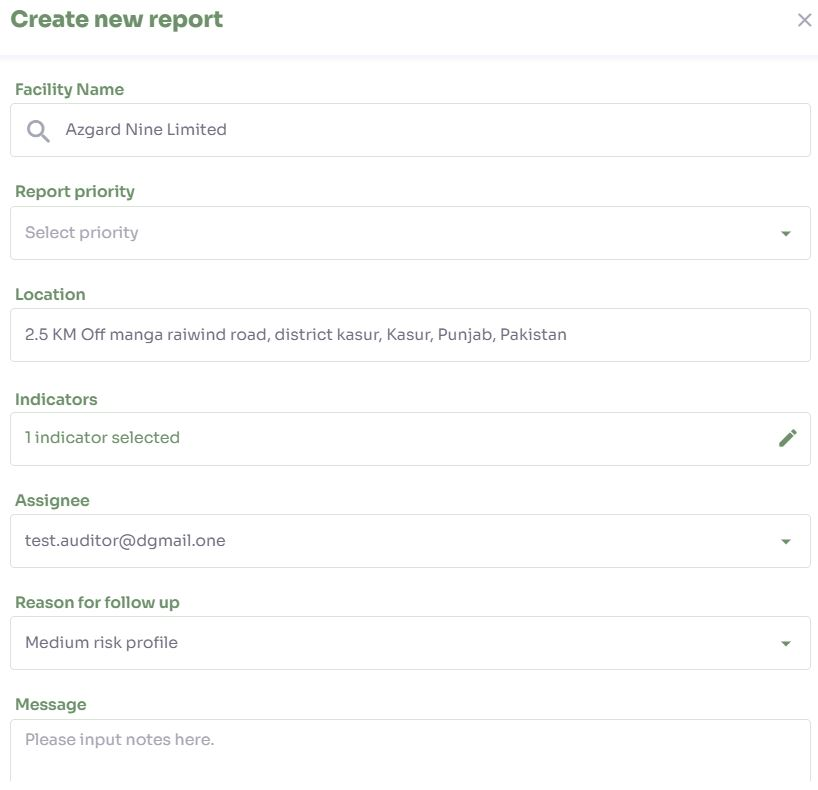 Create new report
Facility Name
Azgard Nine Limited
Report priority
Select priority
Location
2.5 KM Off manga raiwind road, district kasur, Kasur, Punjab, Pakistan
Indicators
1 indicator selected
Assignee
test.auditor@dgmail.one
Reason for follow up
Medium risk profile
Message
Please input notes here.